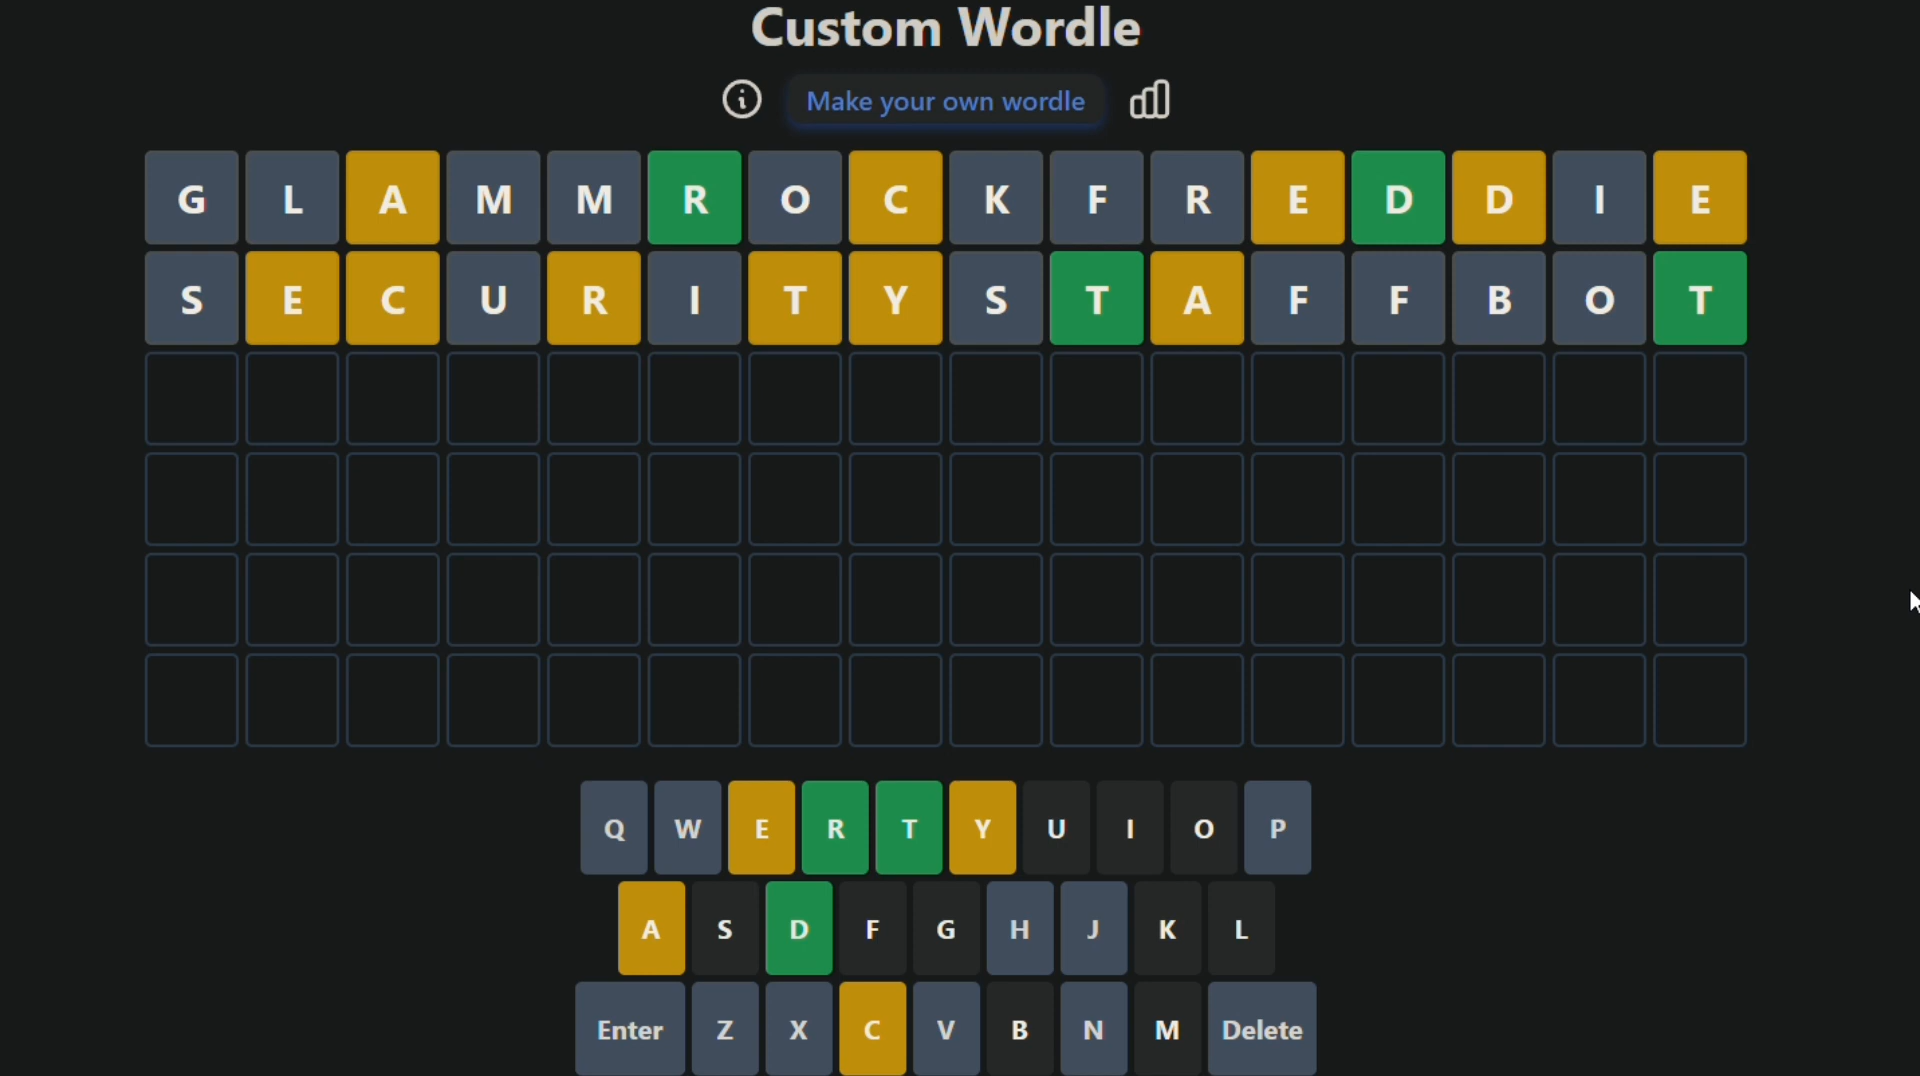 Custom Wordle
Make your own wordle
G L A M M R O C K F R E D D I E
S E C U R I T Y S T A F F B O T
Q W E R T Y U I O P
A S D F G H J K L
Enter Z X C V B N M Delete